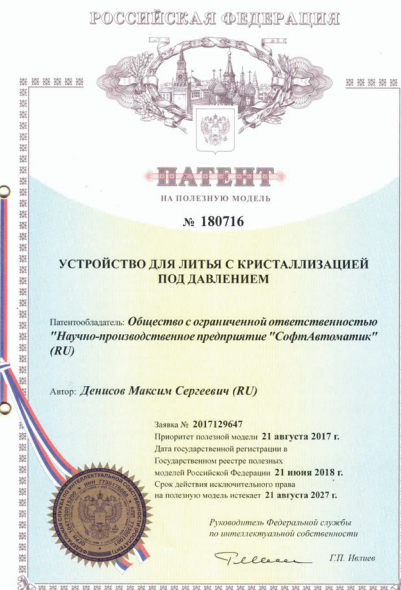 РОССИЙСКАЯ ФЕДЕРАЦИЯ
ПАТЕНТ
НА ПОЛЕЗНУЮ МОДЕЛЬ
№ 180716
УСТРОЙСТВО ДЛЯ ЛИТЬЯ С КРИСТАЛЛИЗАЦИЕЙ
ПОД ДАВЛЕНИЕМ
Патентообладатель: Общество с ограниченной ответственностью
"Научно-производственное предприятие "СофтАвтоматик"
(RU)
Автор: Денисов Максим Сергеевич (RU)
Заявка № 2017129647
Приоритет полезной модели 21 августа 2017 г.
Дата государственной регистрации в
Государственном реестре полезных
моделей Российской Федерации 21 июня 2018 г.
Срок действия исключительного права
на полезную модель истекает 21 августа 2027 г.
Руководитель Федеральной службы
по интеллектуальной собственности
Г.П. Ивлиев